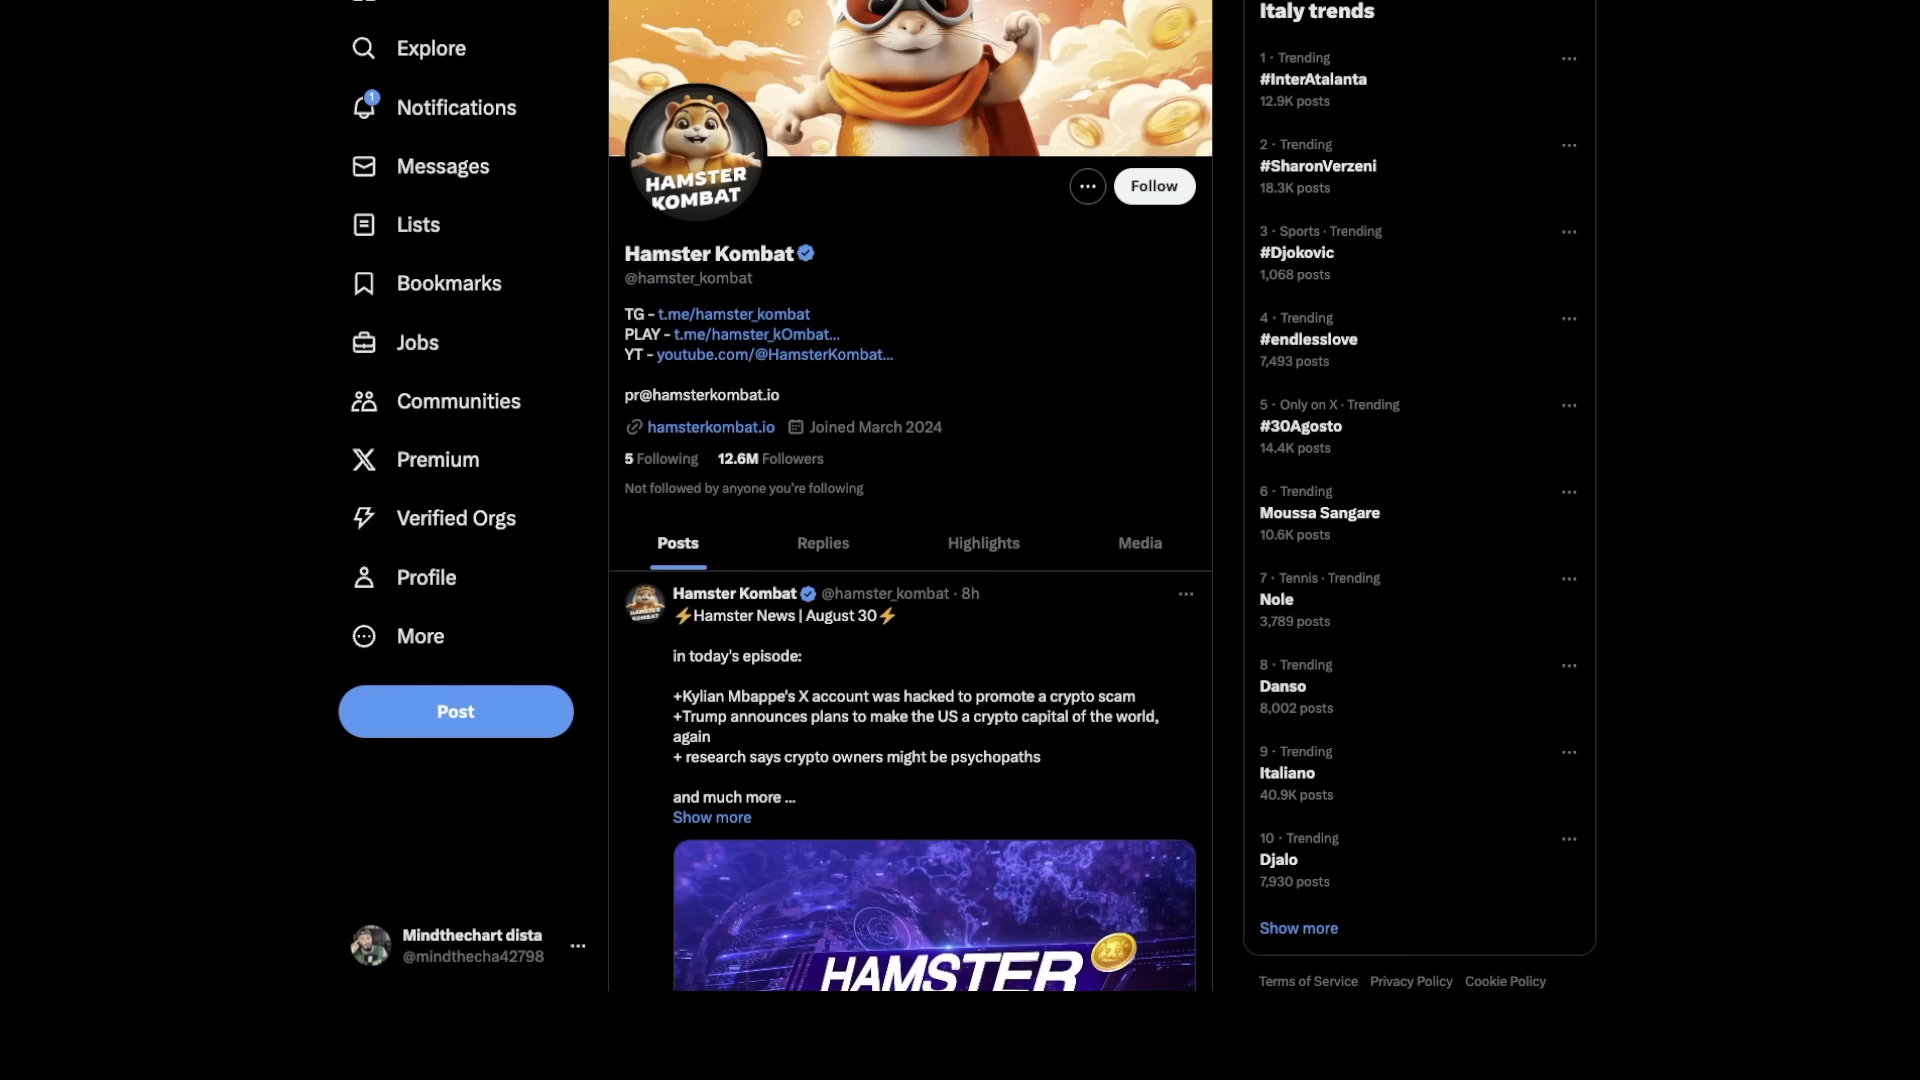 Explore
1
Notifications
Messages
Lists
Bookmarks
Jobs
Communities
Premium
Verified Orgs
Profile
More
Post
Mindthechart dista
@mindthecha42798
HAMSTER
KOMBAT
Follow
Hamster Kombat
@hamster_kombat
TG - t.me/hamster_kombat
PLAY - t.me/hamster_kOmbat...
YT - youtube.com/@HamsterKombat...
pr@hamsterkombat.io
hamsterkombat.io Joined March 2024
5 Following 12.6M Followers
Not followed by anyone you're following
Posts Replies Highlights Media
HAMSTER
KOMBAT
Hamster Kombat @hamster_kombat · 8h
⚡Hamster News | August 30⚡
in today's episode:
+Kylian Mbappe's X account was hacked to promote a crypto scam
+Trump announces plans to make the US a crypto capital of the world,
again
+ research says crypto owners might be psychopaths
and much more ...
Show more
HAMSTER
Italy trends
1 · Trending
#InterAtalanta
12.9K posts
2 · Trending
#SharonVerzeni
18.3K posts
3 · Sports · Trending
#Djokovic
1,068 posts
4 · Trending
#endlesslove
7,493 posts
5 · Only on X · Trending
#30Agosto
14.4K posts
6 · Trending
Moussa Sangare
10.6K posts
7 · Tennis · Trending
Nole
3,789 posts
8 · Trending
Danso
8,002 posts
9 · Trending
Italiano
40.9K posts
10 · Trending
Djalo
7,930 posts
Show more
Terms of Service Privacy Policy Cookie Policy